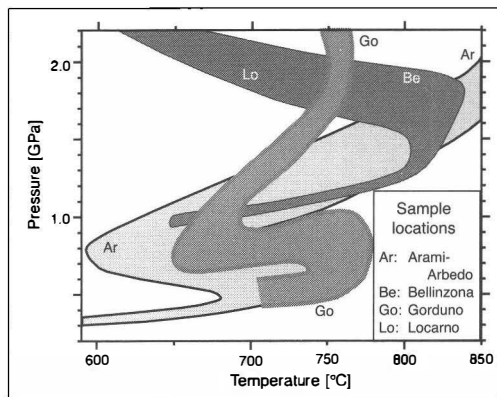 Go
Ar
2.0
Lo
Be
Pressure [GPa]
1.0
Ar
Go
Sample
locations
Ar: Arami-
Arbedo
Be: Bellinzona
Go: Gorduno
Lo: Locarno
600
700
750
800
850
Temperature [°C]